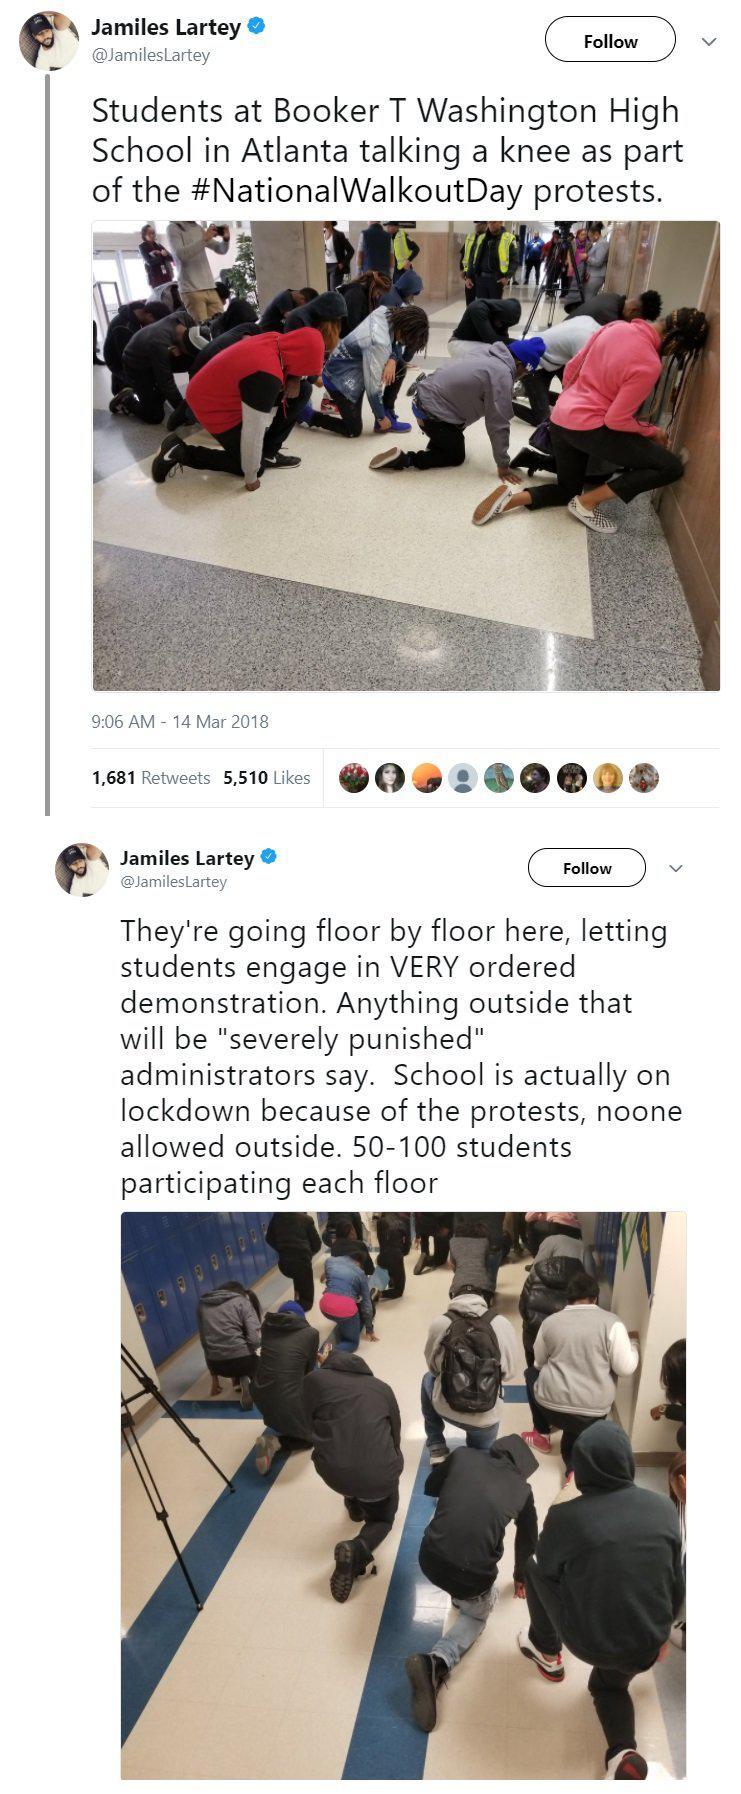 Jamiles Lartey
@JamilesLartey
Follow
Students at Booker T Washington High
School in Atlanta talking a knee as part
of the #NationalWalkoutDay protests.
9:06 AM - 14 Mar 2018
1,681 Retweets 5,510 Likes
Jamiles Lartey
@JamilesLartey
Follow
They're going floor by floor here, letting
students engage in VERY ordered
demonstration. Anything outside that
will be "severely punished"
administrators say. School is actually on
lockdown because of the protests, noone
allowed outside. 50-100 students
participating each floor